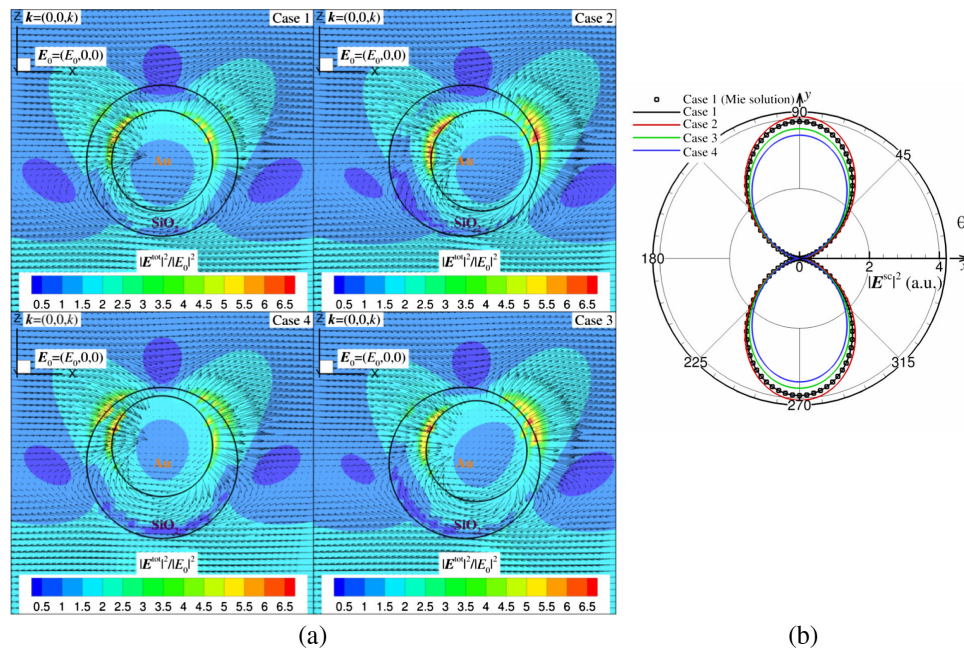 Z k=(0,0,k) Case 1
E₀=(E₀,0,0)
X
Au
SiO₂
|Eᵗᵒᵗ|²/|E₀|²
0.5 1 1.5 2 2.5 3 3.5 4 4.5 5 5.5 6 6.5
Z k=(0,0,k) Case 2
E₀=(E₀,0,0)
X
Au
SiO₂
|Eᵗᵒᵗ|²/|E₀|²
0.5 1 1.5 2 2.5 3 3.5 4 4.5 5 5.5 6 6.5
Z k=(0,0,k) Case 4
E₀=(E₀,0,0)
X
Au
SiO₂
|Eᵗᵒᵗ|²/|E₀|²
0.5 1 1.5 2 2.5 3 3.5 4 4.5 5 5.5 6 6.5
Z k=(0,0,k) Case 3
E₀=(E₀,0,0)
X
Au
SiO₂
|Eᵗᵒᵗ|²/|E₀|²
0.5 1 1.5 2 2.5 3 3.5 4 4.5 5 5.5 6 6.5
(a)
Case 1 (Mie solution)
Case 1
Case 2
Case 3
Case 4
y
90
45
θ
180
x
0 2 4
|Eˢᶜ|² (a.u.)
225
315
270
(b)